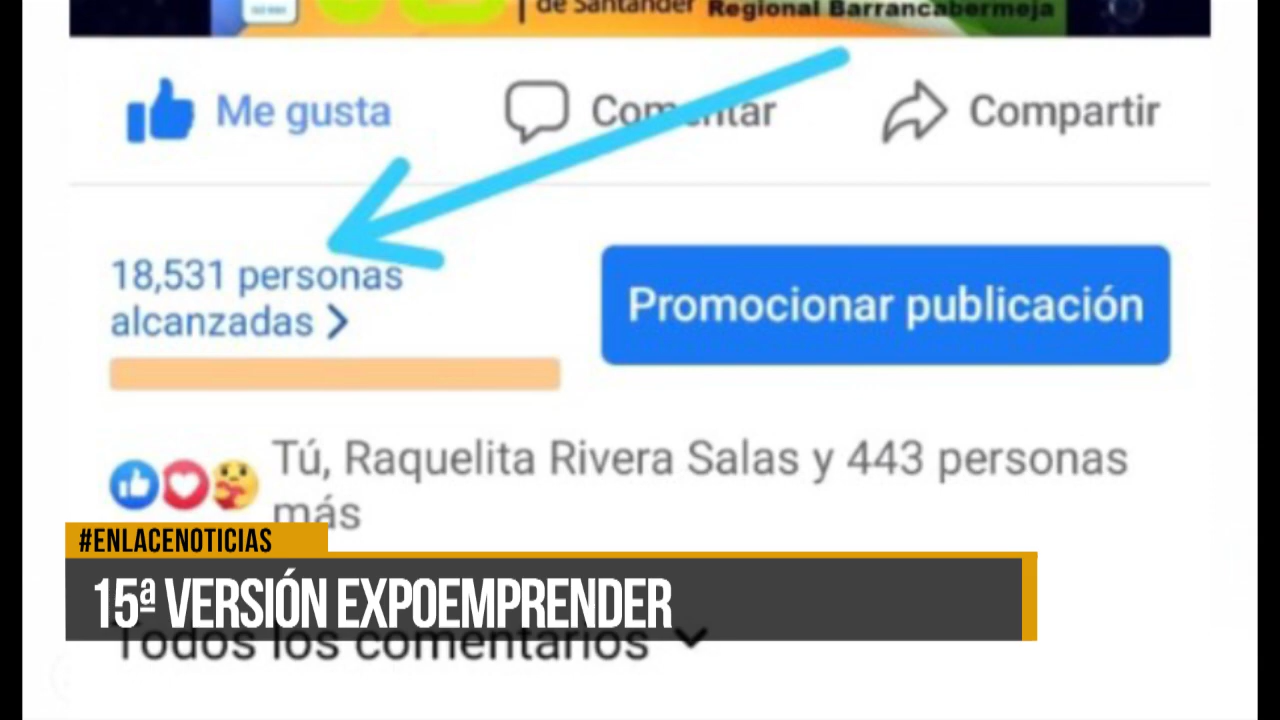 de Santander Regional Barrancabermeja
Me gusta Comentar Compartir
18,531 personas
alcanzadas
Promocionar publicación
Tú, Raquelita Rivera Salas y 443 personas
más
#ENLACENOTICIAS
15ª VERSIÓN EXPOEMPRENDER
Todos los comentarios